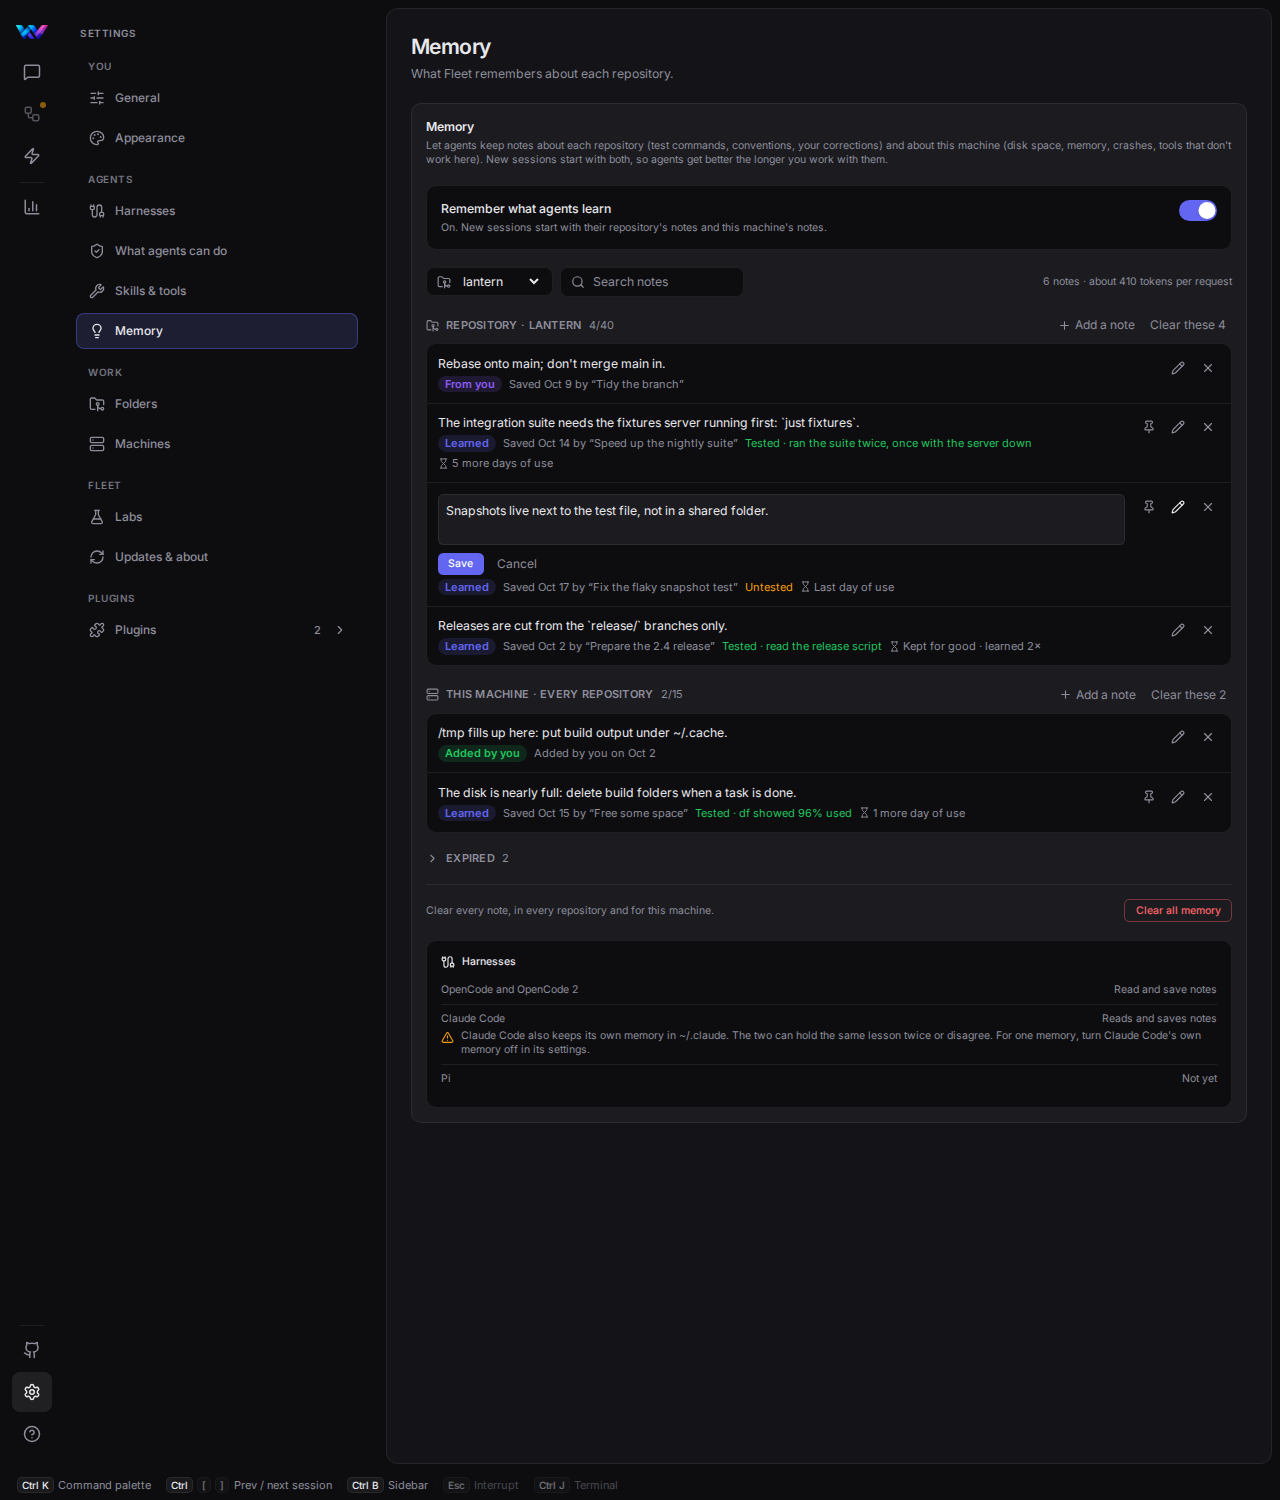 SETTINGS
YOU
General
Appearance
AGENTS
Harnesses
What agents can do
Skills & tools
Memory
WORK
Folders
Machines
FLEET
Labs
Updates & about
PLUGINS
Plugins 2
Memory
What Fleet remembers about each repository.
Memory
Let agents keep notes about each repository (test commands, conventions, your corrections) and about this machine (disk space, memory, crashes, tools that don't
work here). New sessions start with both, so agents get better the longer you work with them.
Remember what agents learn
On. New sessions start with their repository's notes and this machine's notes.
lantern
Search notes
6 notes · about 410 tokens per request
REPOSITORY · LANTERN 4/40
Add a note
Clear these 4
Rebase onto main; don't merge main in.
From you Saved Oct 9 by “Tidy the branch”
The integration suite needs the fixtures server running first: `just fixtures`.
Learned Saved Oct 14 by “Speed up the nightly suite” Tested · ran the suite twice, once with the server down
5 more days of use
Snapshots live next to the test file, not in a shared folder.
Save Cancel
Learned Saved Oct 17 by “Fix the flaky snapshot test” Untested Last day of use
Releases are cut from the `release/` branches only.
Learned Saved Oct 2 by “Prepare the 2.4 release” Tested · read the release script Kept for good · learned 2×
THIS MACHINE · EVERY REPOSITORY 2/15
Add a note
Clear these 2
/tmp fills up here: put build output under ~/.cache.
Added by you Added by you on Oct 2
The disk is nearly full: delete build folders when a task is done.
Learned Saved Oct 15 by “Free some space” Tested · df showed 96% used 1 more day of use
EXPIRED 2
Clear every note, in every repository and for this machine.
Clear all memory
Harnesses
OpenCode and OpenCode 2 Read and save notes
Claude Code Reads and saves notes
Claude Code also keeps its own memory in ~/.claude. The two can hold the same lesson twice or disagree. For one memory, turn Claude Code's own
memory off in its settings.
Pi Not yet
Ctrl K Command palette Ctrl [ ] Prev / next session Ctrl B Sidebar Esc Interrupt Ctrl J Terminal